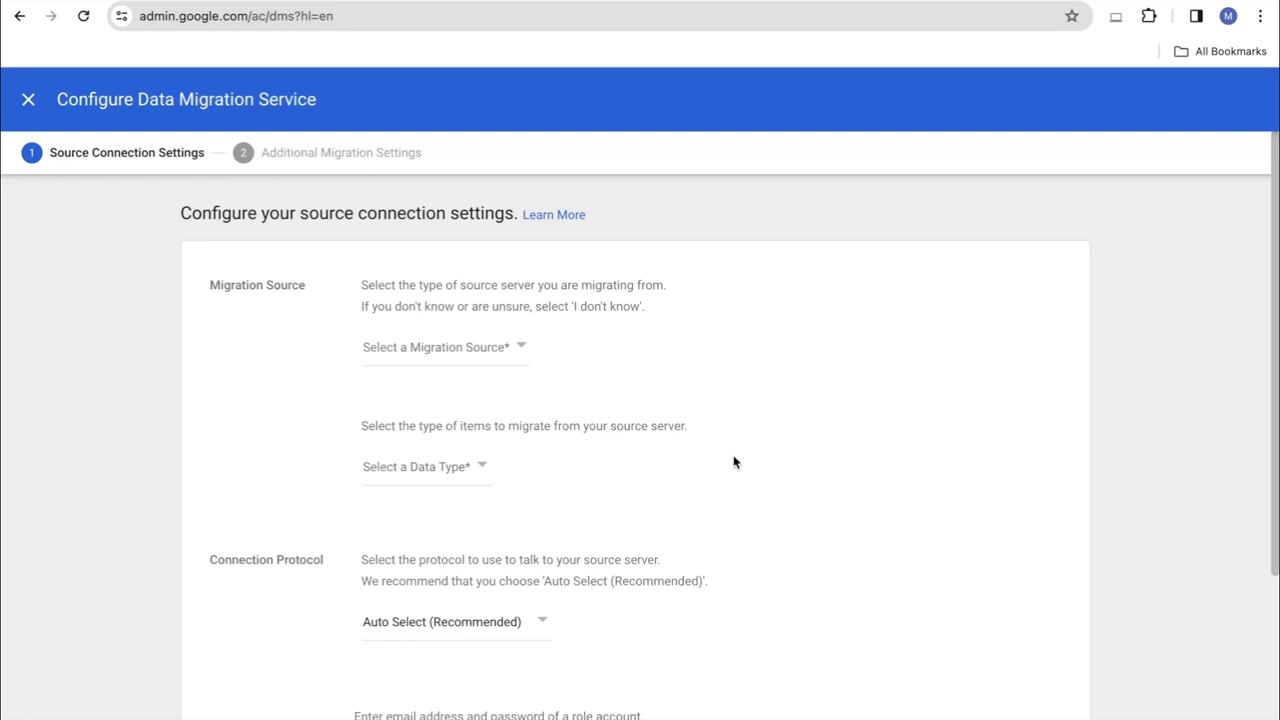 admin.google.com/ac/dms?hl=en
M
All Bookmarks
Configure Data Migration Service
1 Source Connection Settings
2 Additional Migration Settings
Configure your source connection settings. Learn More
Migration Source
Select the type of source server you are migrating from.
If you don't know or are unsure, select 'I don't know'.
Select a Migration Source*
Select the type of items to migrate from your source server.
Select a Data Type*
Connection Protocol
Select the protocol to use to talk to your source server.
We recommend that you choose 'Auto Select (Recommended)'.
Auto Select (Recommended)
Enter email address and password of a role account.